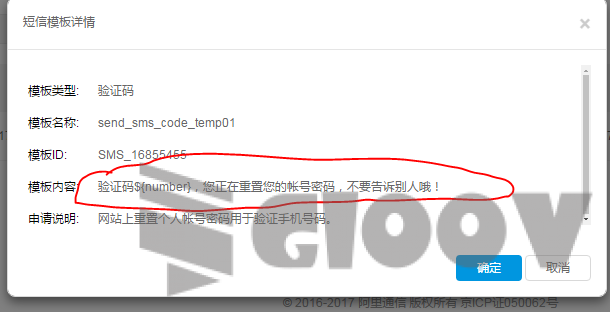 短信模板详情 ×
模板类型: 验证码
模板名称: send_sms_code_temp01
模板ID: SMS_16855455
模板内容: 验证码${number}，您正在重置您的帐号密码，不要告诉别人哦！
申请说明: 网站上重置个人帐号密码用于验证手机号码。
GIOOV
确定 取消
© 2016-2017 阿里通信 版权所有 京ICP证050062号